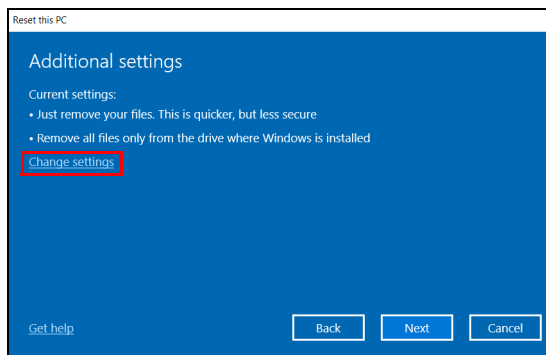 Reset this PC
Additional settings
Current settings:
• Just remove your files. This is quicker, but less secure
• Remove all files only from the drive where Windows is installed
Change settings
Get help
Back
Next
Cancel